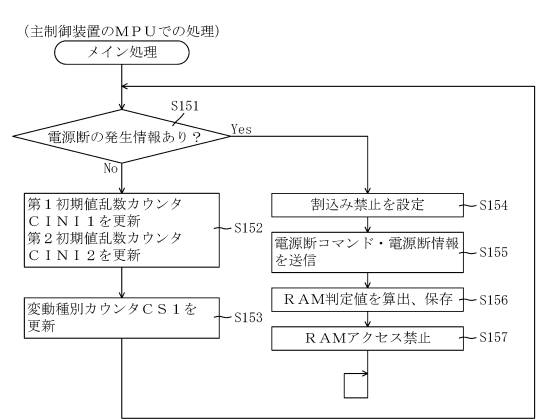 (主制御装置のＭＰＵでの処理)
メイン処理
S151
電源断の発生情報あり？
Yes
No
第１初期値乱数カウンタ
ＣＩＮＩ１を更新
第２初期値乱数カウンタ
ＣＩＮＩ２を更新
S152
変動種別カウンタＣＳ１を
更新
S153
割込み禁止を設定
S154
電源断コマンド・電源断情報
を送信
S155
ＲＡＭ判定値を算出、保存
S156
ＲＡＭアクセス禁止
S157